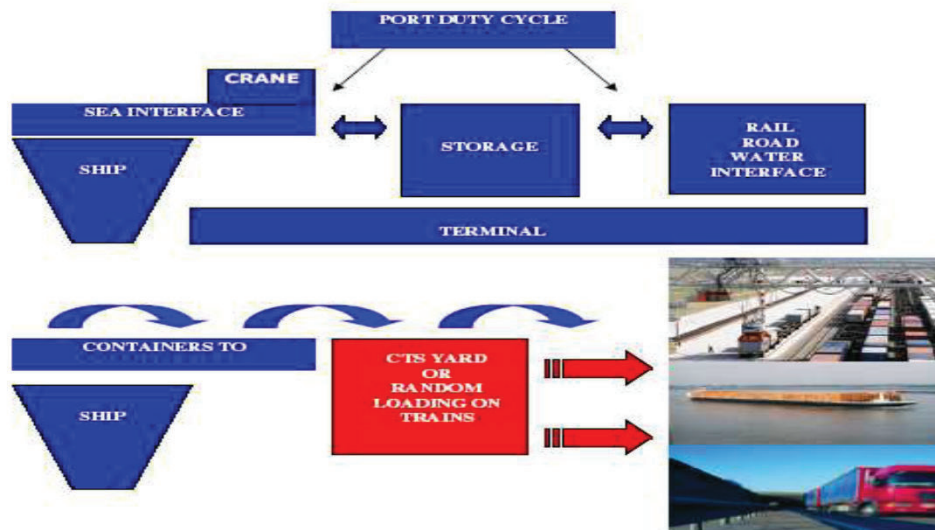 PORT DUTY CYCLE
CRANE
SEA INTERFACE
SHIP
STORAGE
RAIL
ROAD
WATER
INTERFACE
TERMINAL
CONTAINERS TO
SHIP
CTS YARD
OR
RANDOM
LOADING ON
TRAINS